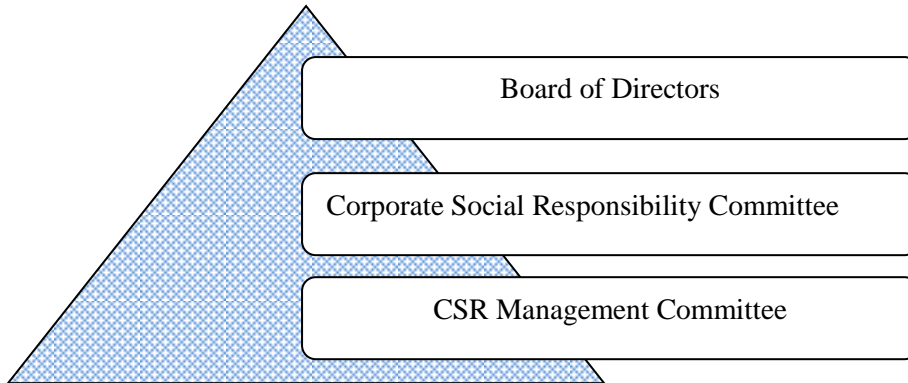 Board of Directors
Corporate Social Responsibility Committee
CSR Management Committee